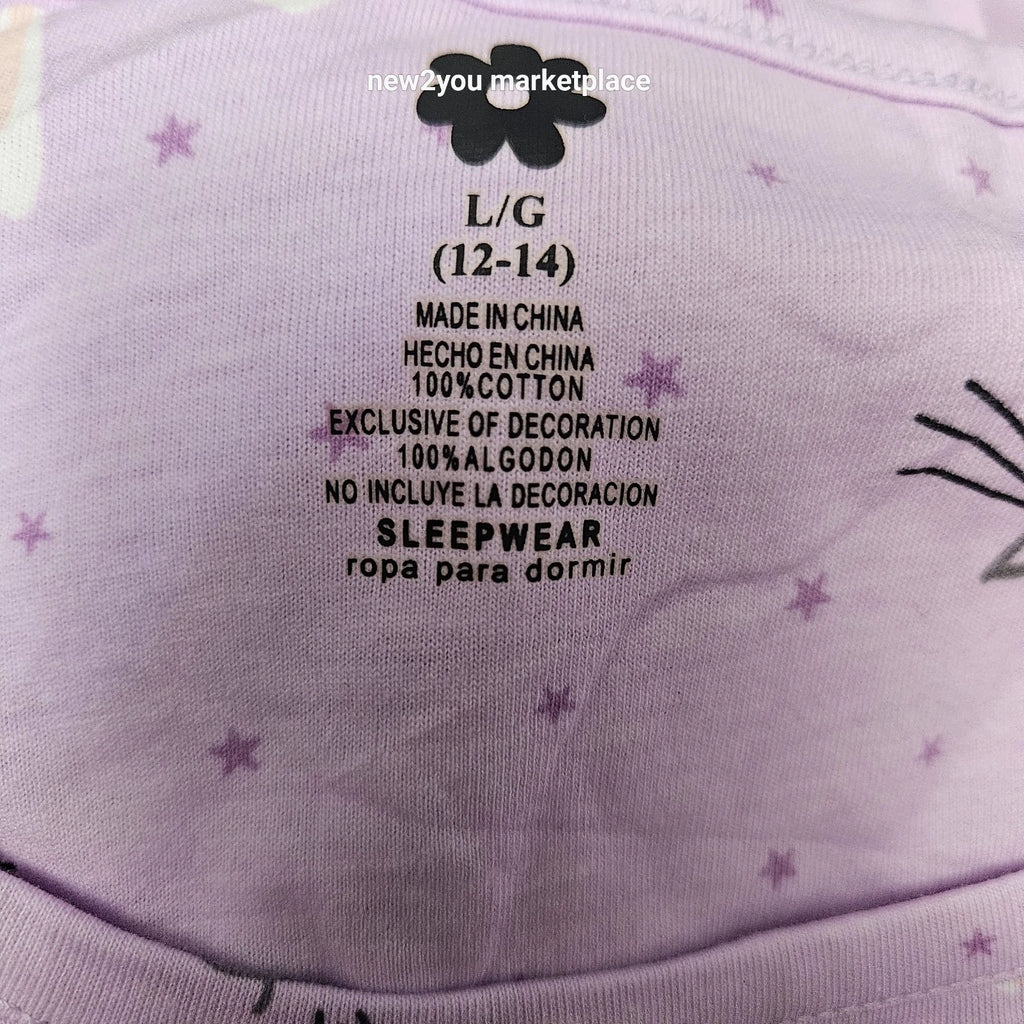 new2you marketplace
L/G
(12-14)
MADE IN CHINA
HECHO EN CHINA
100%COTTON
EXCLUSIVE OF DECORATION
100%ALGODON
NO INCLUYE LA DECORACION
SLEEPWEAR
ropa para dormir